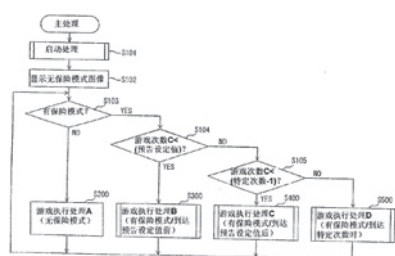 主处理
启动处理
S101
显示无保险模式图像
S102
S103
有保险模式?
YES
NO
S104
游戏次数C<
(预告设定值)?
YES
NO
S105
游戏次数C<
(特定次数-1)?
YES
NO
S200
游戏执行处理A
(无保险模式)
S300
游戏执行处理B
(有保险模式/到达
预告设定值前)
S400
游戏执行处理C
(有保险模式/到达
预告设定值后)
S500
游戏执行处理D
(有保险模式/到达
特定次数时)